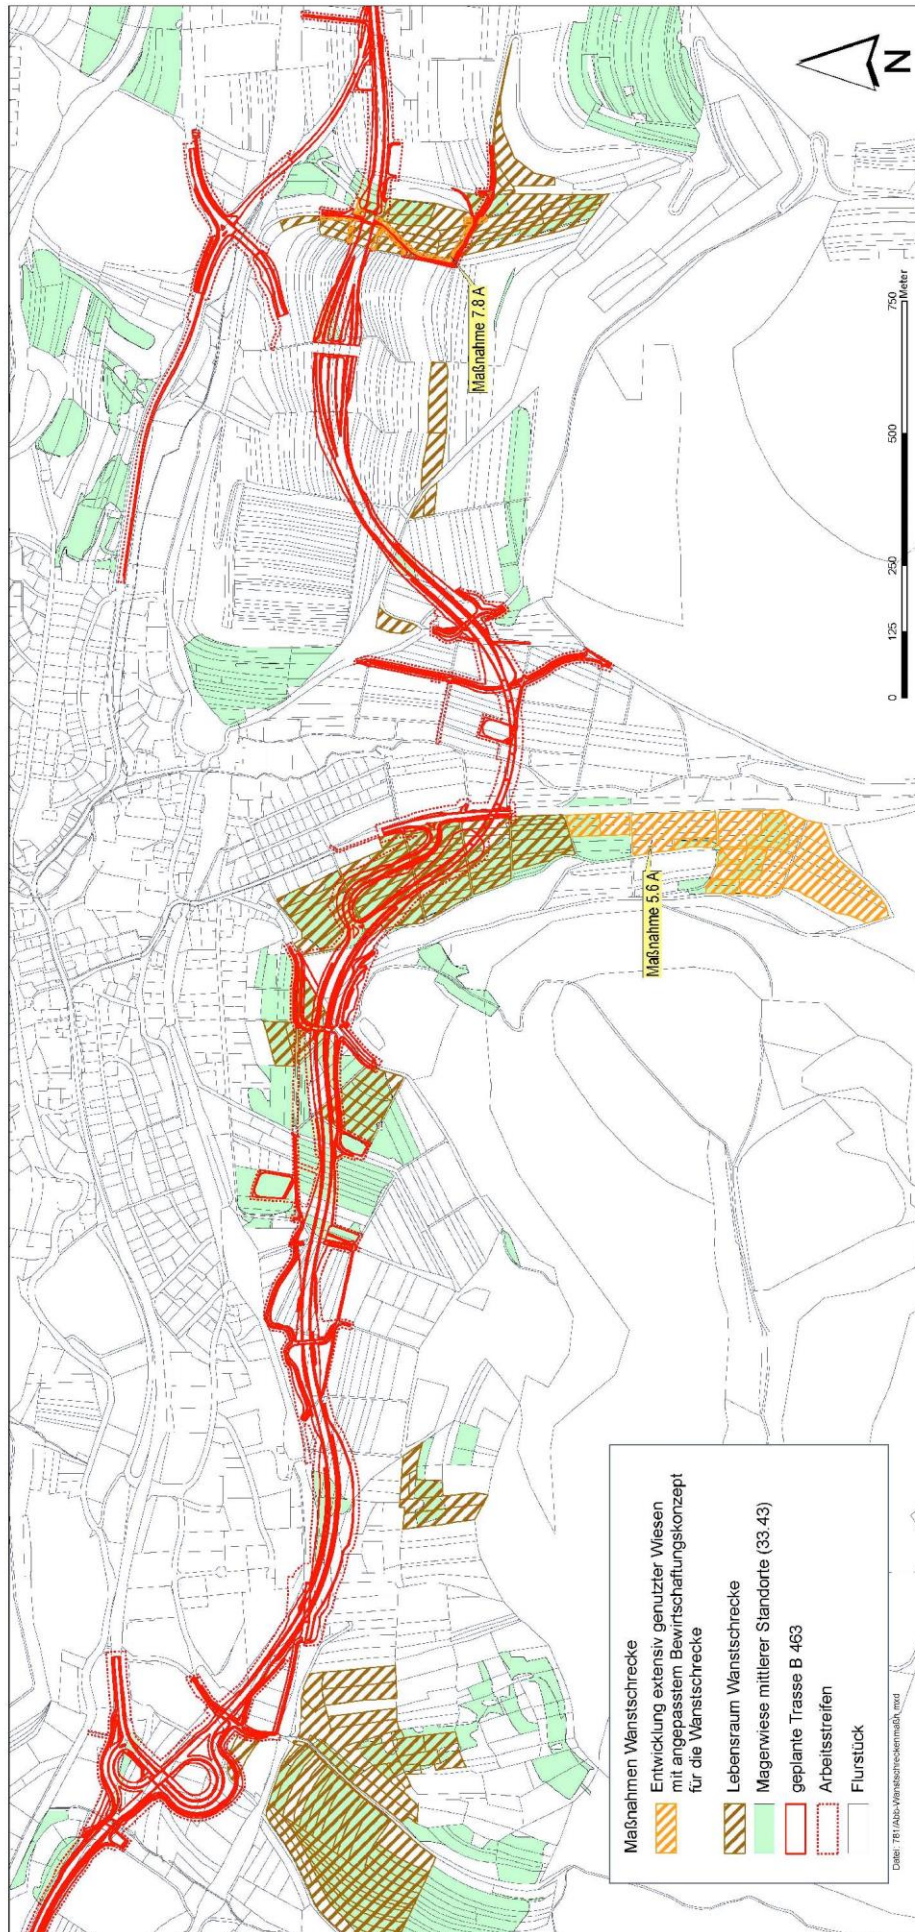 Maßnahmen Wanstschrecke
Entwicklung extensiv genutzter Wiesen
mit angepasstem Bewirtschaftungskonzept
für die Wanstschrecke
Lebensraum Wanstschrecke
Magerwiese mittlerer Standorte (33.43)
geplante Trasse B 463
Arbeitsstreifen
Flurstück
Maßnahme 5.6 A
Maßnahme 7.8 A
0 125 250 500 750
Meter
N